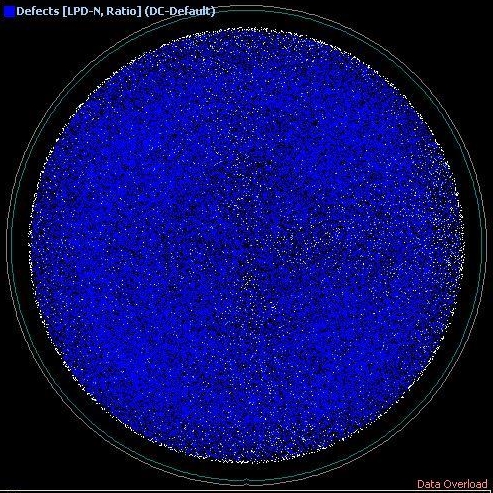 Defects [LPD-N, Ratio] (DC-Default)
Data Overload